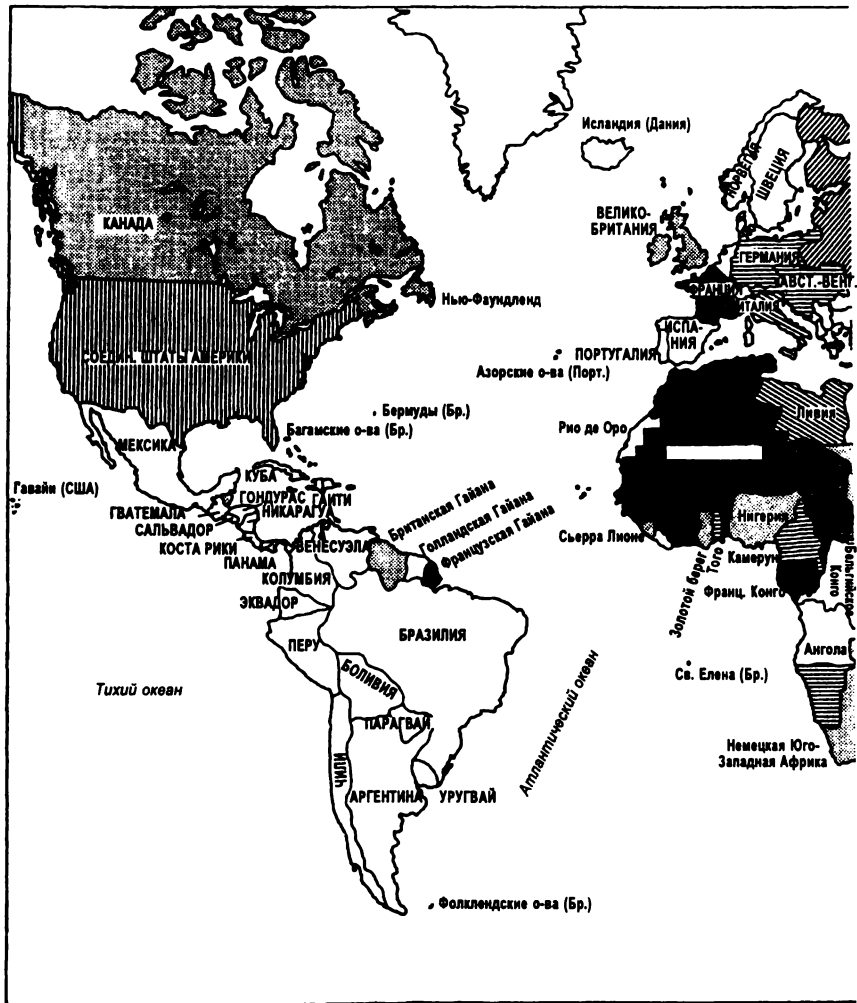 Исландия (Дания)
НОРВЕГИЯ
ШВЕЦИЯ
ВЕЛИКО-
БРИТАНИЯ
КАНАДА
ГЕРМАНИЯ
ФРАНЦИЯ
АВСТ.-ВЕНГ.
ИТАЛИЯ
Нью-Фаундленд
ИСПА-
НИЯ
ПОРТУГАЛИЯ
СОЕДИН. ШТАТЫ АМЕРИКИ
Азорские о-ва (Порт.)
Бермуды (Бр.)
Багамские о-ва (Бр.)
Рио де Оро
Ливия
МЕКСИКА
КУБА
Гавайи (США)
ГОНДУРАС
ГАИТИ
ГВАТЕМАЛА
НИКАРАГУА
САЛЬВАДОР
КОСТА РИКИ
ПАНАМА
ВЕНЕСУЭЛА
Британская Гайана
Голландская Гайана
Французская Гайана
Сьерра Лионе
Нигерия
Золотой берег
Того
Камерун
Франц. Конго
Бельгийское
Конго
КОЛУМБИЯ
ЭКВАДОР
ПЕРУ
БРАЗИЛИЯ
Ангола
Св. Елена (Бр.)
БОЛИВИЯ
Тихий океан
Атлантический океан
ПАРАГВАЙ
Немецкая Юго-
Западная Африка
ЧИЛИ
АРГЕНТИНА
УРУГВАЙ
Фолклендские о-ва (Бр.)